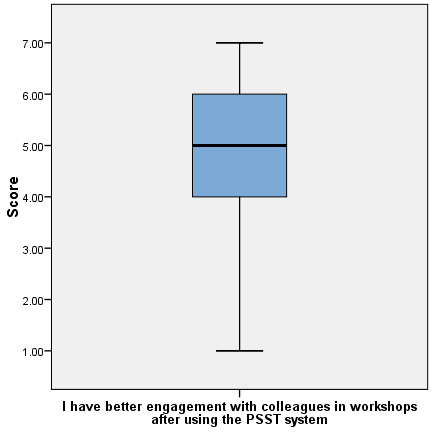 7.00
6.00
5.00
4.00
3.00
2.00
1.00
Score
I have better engagement with colleagues in workshops
after using the PSST system